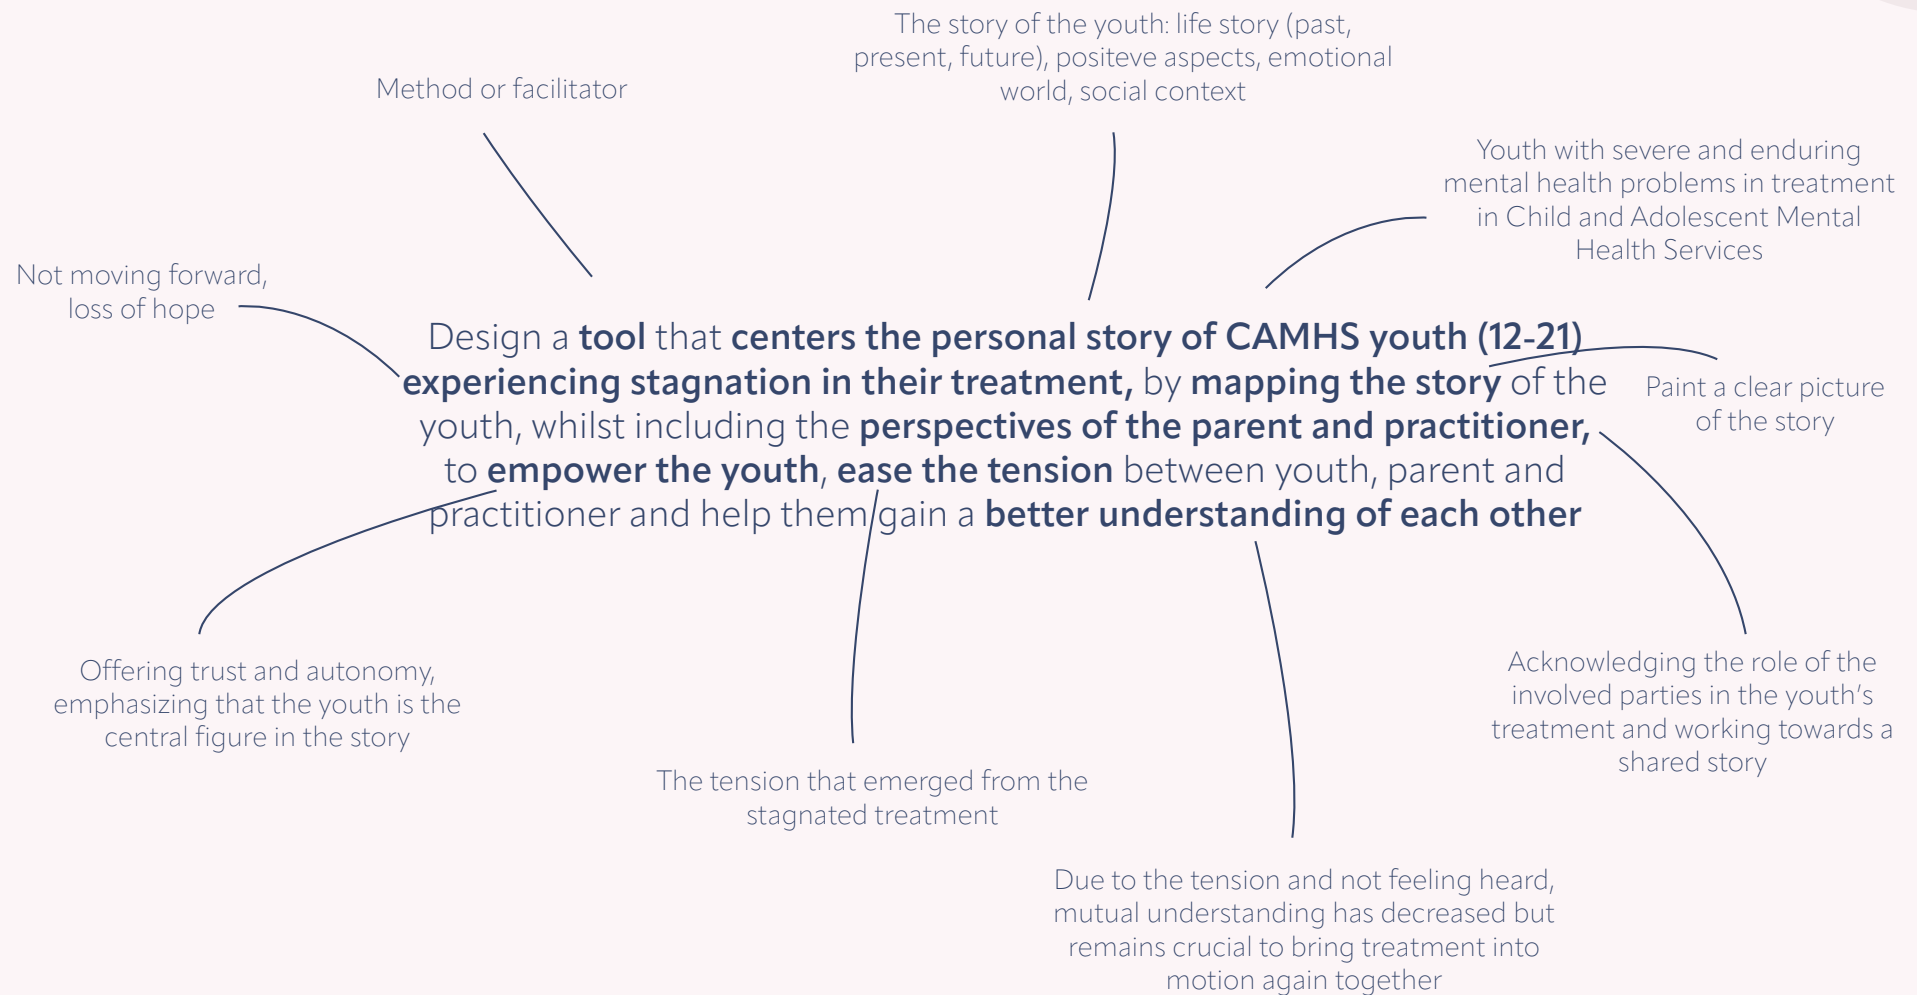 The story of the youth: life story (past,
present, future), positeve aspects, emotional
world, social context
Method or facilitator
Youth with severe and enduring
mental health problems in treatment
in Child and Adolescent Mental
Health Services
Not moving forward,
loss of hope
Design a tool that centers the personal story of CAMHS youth (12-21)
experiencing stagnation in their treatment, by mapping the story of the
youth, whilst including the perspectives of the parent and practitioner,
to empower the youth, ease the tension between youth, parent and
practitioner and help them gain a better understanding of each other
Paint a clear picture
of the story
Offering trust and autonomy,
emphasizing that the youth is the
central figure in the story
The tension that emerged from the
stagnated treatment
Acknowledging the role of the
involved parties in the youth's
treatment and working towards a
shared story
Due to the tension and not feeling heard,
mutual understanding has decreased but
remains crucial to bring treatment into
motion again together